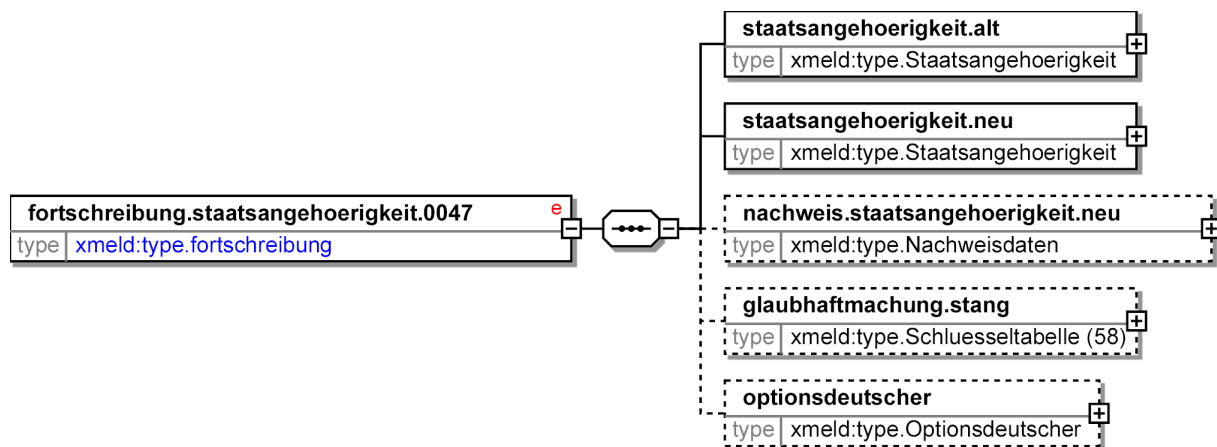 staatsangehoerigkeit.alt
type xmeld:type.Staatsangehoerigkeit
staatsangehoerigkeit.neu
type xmeld:type.Staatsangehoerigkeit
fortschreibung.staatsangehoerigkeit.0047 e
type xmeld:type.fortschreibung
nachweis.staatsangehoerigkeit.neu
type xmeld:type.Nachweisdaten
glaubhaftmachung.stang
type xmeld:type.Schluesseltabelle (58)
optionsdeutscher
type xmeld:type.Optionsdeutscher